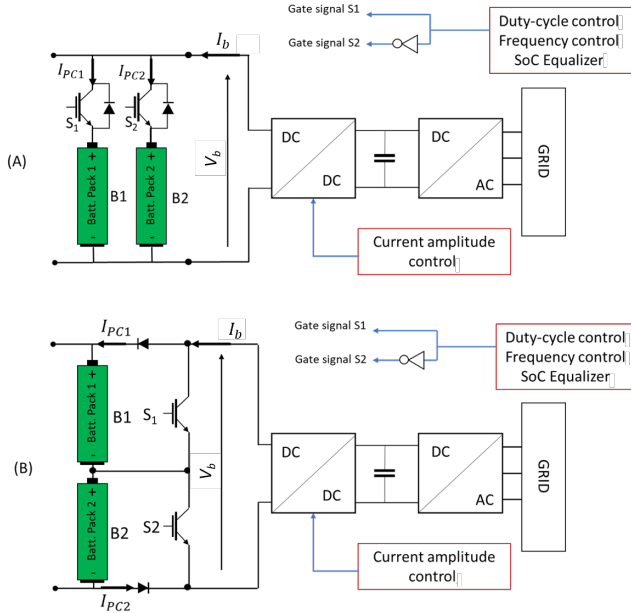 Gate signal S1
Gate signal S2
Duty-cycle control
Frequency control
SoC Equalizer
I_b
I_PC1
I_PC2
S_1
S_2
V_b
(A)
Batt. Pack 1 +
-
B1
Batt. Pack 2 +
-
B2
DC
DC
DC
AC
GRID
Current amplitude
control
I_PC1
I_b
Gate signal S1
Gate signal S2
Duty-cycle control
Frequency control
SoC Equalizer
Batt. Pack 1 +
-
B1
S_1
V_b
(B)
Batt. Pack 2 +
-
B2
S2
DC
DC
DC
AC
GRID
Current amplitude
control
I_PC2